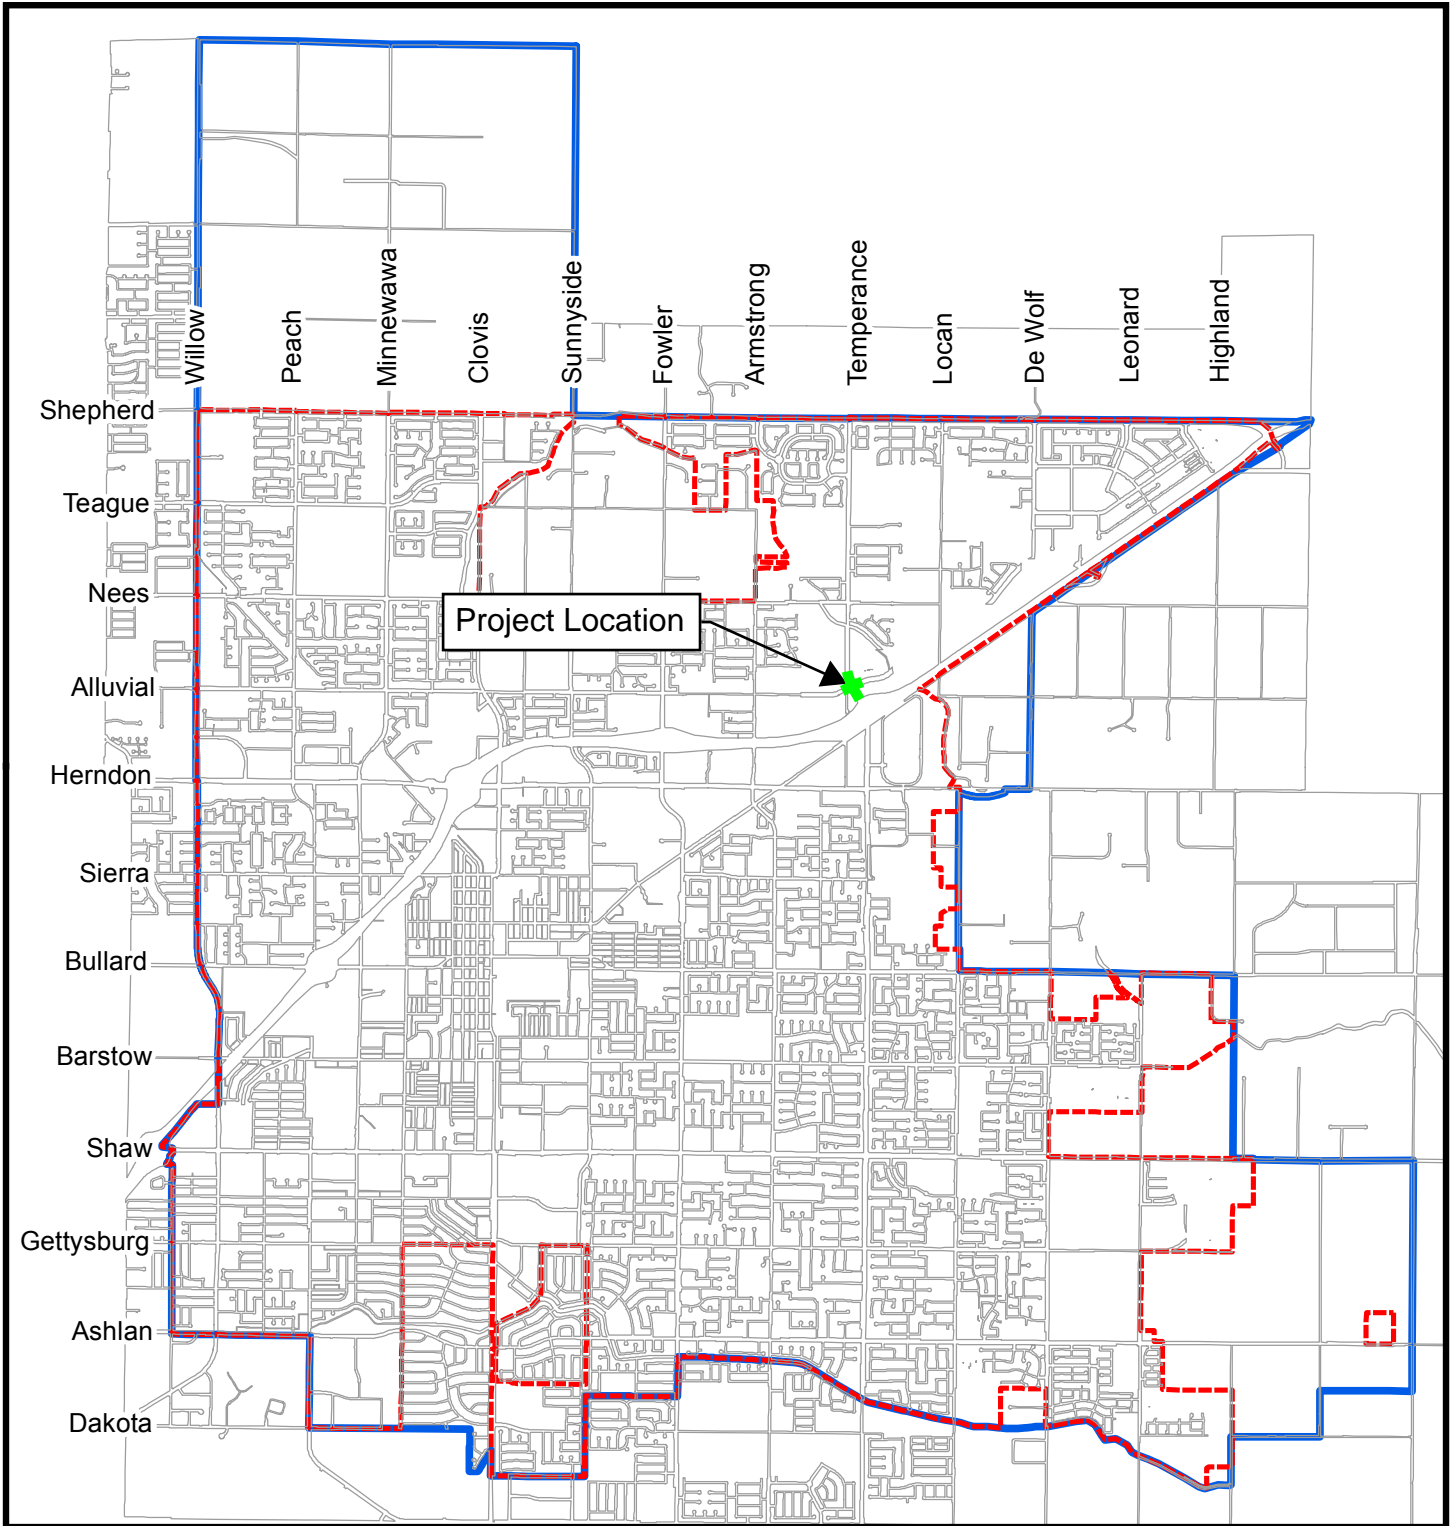 Willow
Peach
Minnewawa
Clovis
Sunnyside
Fowler
Armstrong
Temperance
Locan
De Wolf
Leonard
Highland
Shepherd
Teague
Nees
Project Location
Alluvial
Herndon
Sierra
Bullard
Barstow
Shaw
Gettysburg
Ashlan
Dakota